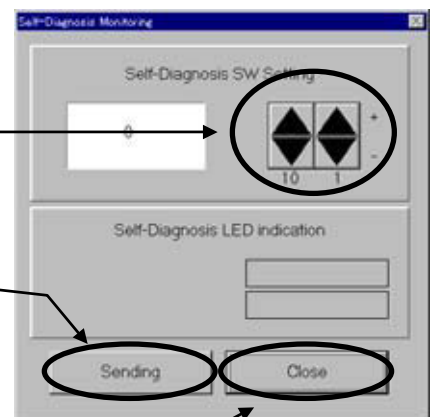 Self-Diagnosis Monitoring
Self-Diagnosis SW Setting
0
+
-
10 1
Self-Diagnosis LED indication
Sending Close